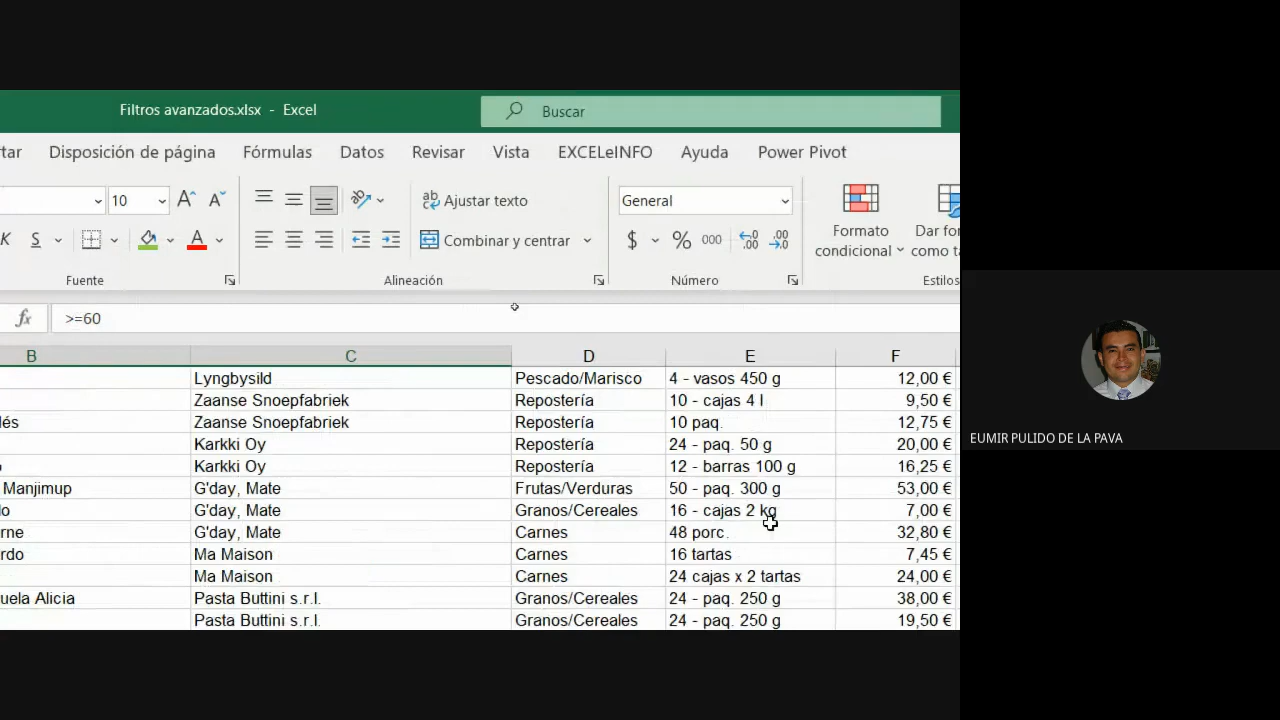 Filtros avanzados.xlsx - Excel
Buscar
tar Disposición de página Fórmulas Datos Revisar Vista EXCELeINFO Ayuda Power Pivot
10 A A ab Ajustar texto General
K S A Combinar y centrar $ % 000 Formato condicional Dar for como ta
Fuente Alineación Número Estilos
fx >=60
B C D E F
Lyngbysild Pescado/Marisco 4 - vasos 450 g 12,00 €
Zaanse Snoepfabriek Repostería 10 - cajas 4 l 9,50 €
lés Zaanse Snoepfabriek Repostería 10 paq. 12,75 €
Karkki Oy Repostería 24 - paq. 50 g 20,00 €
o Karkki Oy Repostería 12 - barras 100 g 16,25 €
Manjimup G'day, Mate Frutas/Verduras 50 - paq. 300 g 53,00 €
lo G'day, Mate Granos/Cereales 16 - cajas 2 kg 7,00 €
rne G'day, Mate Carnes 48 porc. 32,80 €
rdo Ma Maison Carnes 16 tartas 7,45 €
Ma Maison Carnes 24 cajas x 2 tartas 24,00 €
uela Alicia Pasta Buttini s.r.l. Granos/Cereales 24 - paq. 250 g 38,00 €
Pasta Buttini s.r.l. Granos/Cereales 24 - paq. 250 g 19,50 €
EUMIR PULIDO DE LA PAVA